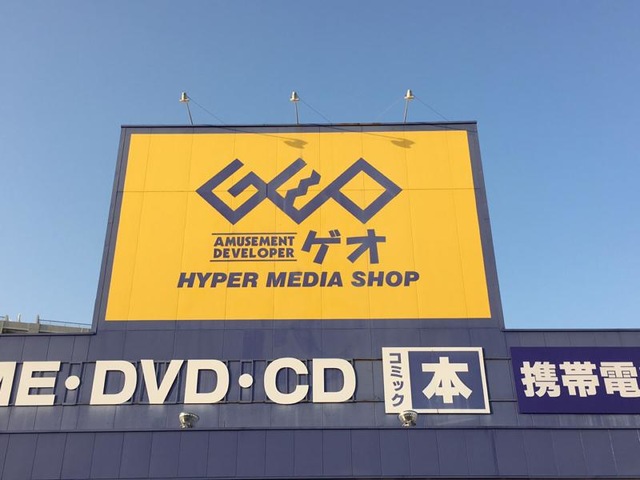 GEO
AMUSEMENT
DEVELOPER
ゲオ
HYPER MEDIA SHOP
ME・DVD・CD
コミック
本
携帯電